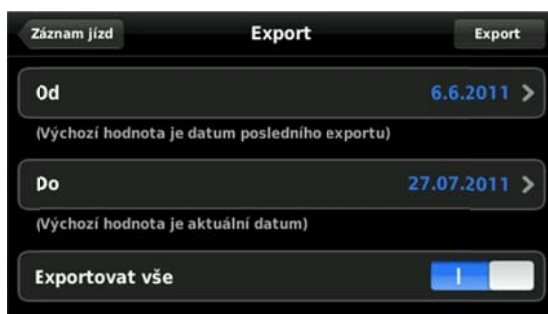 Záznam jízd Export Export
Od 6.6.2011
(Výchozí hodnota je datum posledního exportu)
Do 27.07.2011
(Výchozí hodnota je aktuální datum)
Exportovat vše